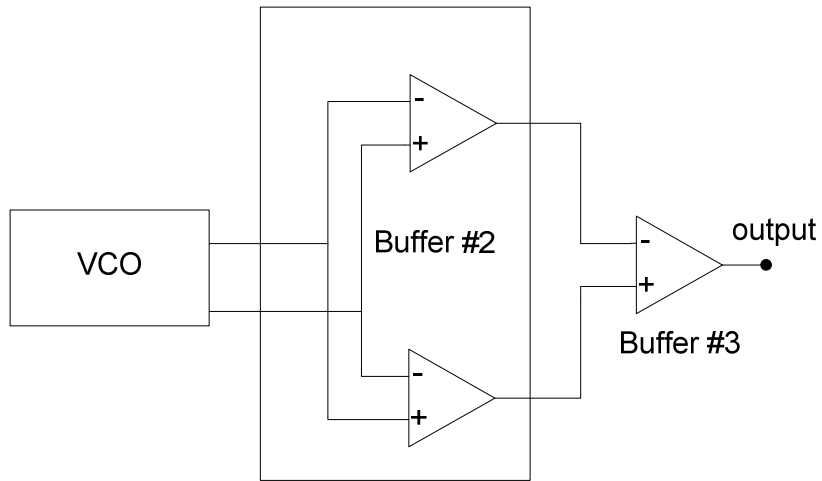 -
+
VCO
Buffer #2
-
+
-
+
output
Buffer #3